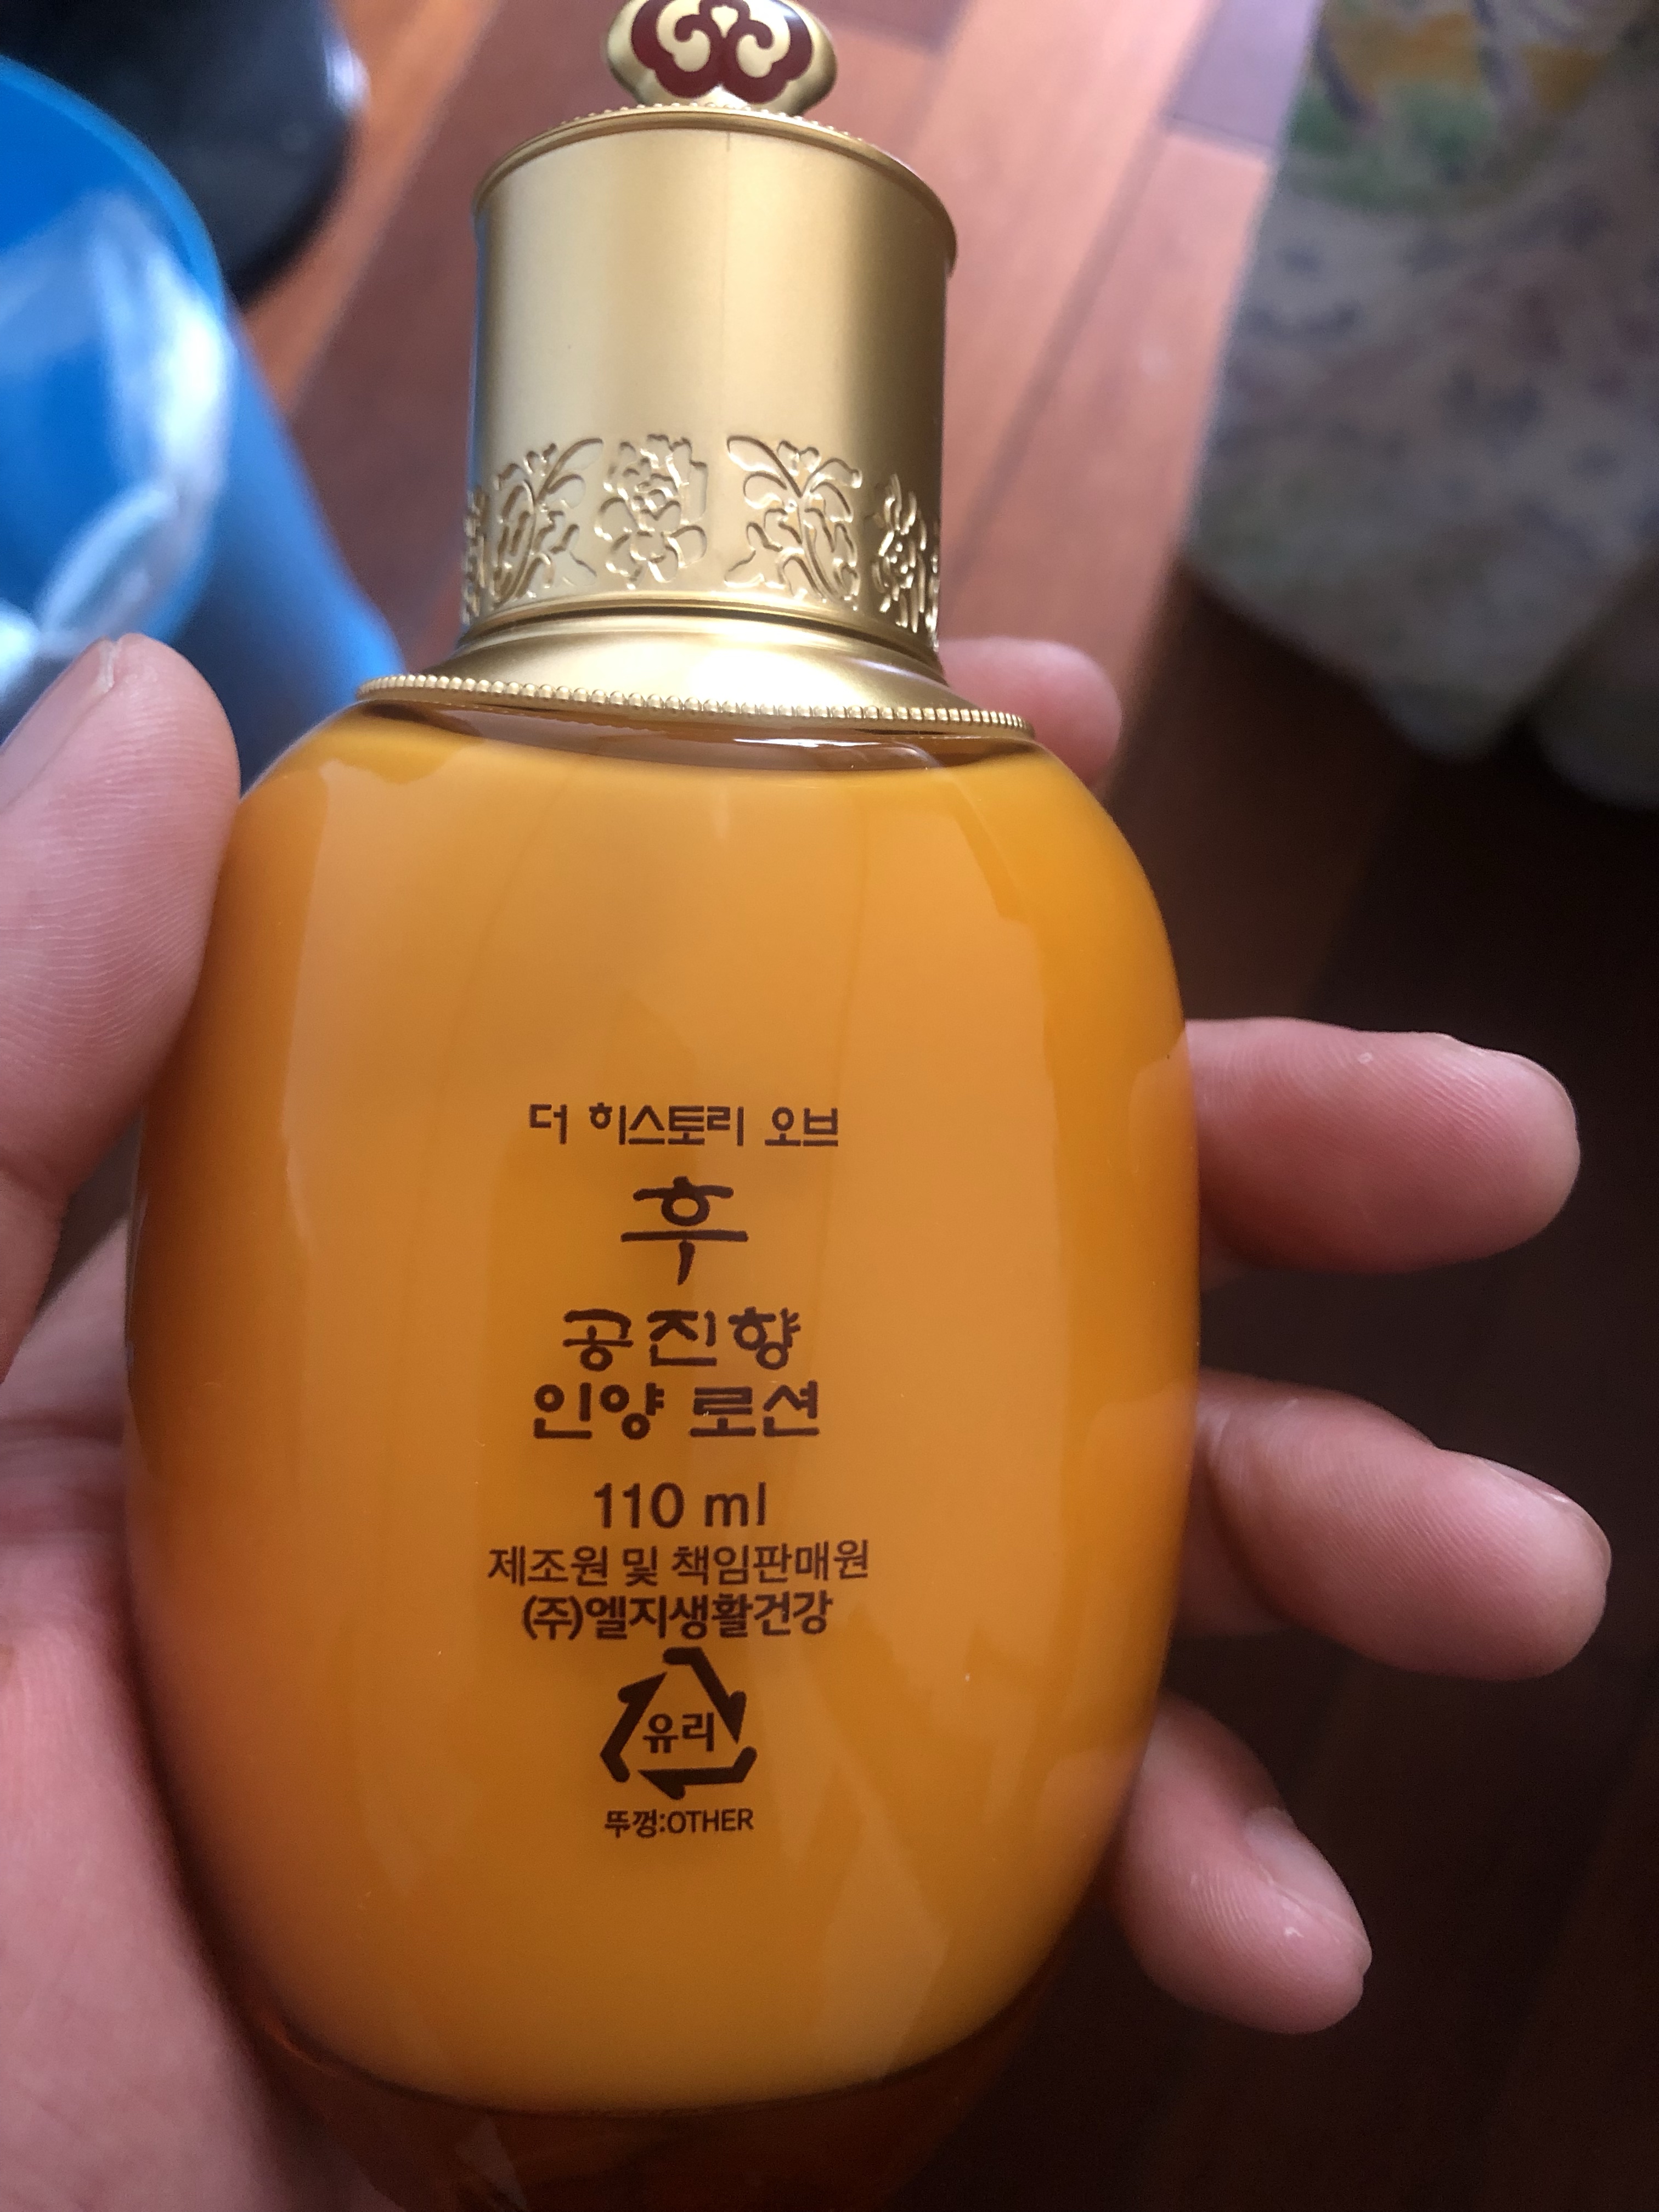 더 히스토리 오브
후
공진향
인양 로션
110 ml
제조원 및 책임판매원
(주)엘지생활건강
유리
뚜껑:OTHER